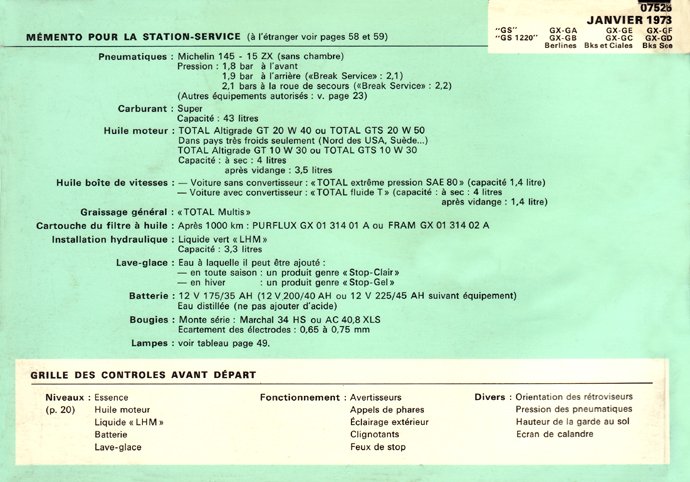 07526
JANVIER 1973
"GS" GX-GA GX-GE GX-GF
"GS 1220" GX-GB GX-GC GX-GD
Berlines Bks et Ciales Bks Sce
MÉMENTO POUR LA STATION-SERVICE (à l'étranger voir pages 58 et 59)
Pneumatiques : Michelin 145 - 15 ZX (sans chambre)
Pression : 1,8 bar à l'avant
1,9 bar à l'arrière («Break Service» : 2,1)
2,1 bars à la roue de secours («Break Service» : 2,2)
(Autres équipements autorisés : v. page 23)
Carburant : Super
Capacité : 43 litres
Huile moteur : TOTAL Altigrade GT 20 W 40 ou TOTAL GTS 20 W 50
Dans pays très froids seulement (Nord des USA, Suède...)
TOTAL Altigrade GT 10 W 30 ou TOTAL GTS 10 W 30
Capacité : à sec : 4 litres
après vidange : 3,5 litres
Huile boîte de vitesses : — Voiture sans convertisseur : «TOTAL extrême pression SAE 80» (capacité 1,4 litre)
— Voiture avec convertisseur : «TOTAL fluide T» (capacité : à sec : 4 litres
après vidange : 1,4 litre)
Graissage général : «TOTAL Multis»
Cartouche du filtre à huile : Après 1000 km : PURFLUX GX 01 314 01 A ou FRAM GX 01 314 02 A
Installation hydraulique : Liquide vert «LHM»
Capacité : 3,3 litres
Lave-glace : Eau à laquelle il peut être ajouté :
— en toute saison : un produit genre «Stop-Clair»
— en hiver : un produit genre «Stop-Gel»
Batterie : 12 V 175/35 AH (12 V 200/40 AH ou 12 V 225/45 AH suivant équipement)
Eau distillée (ne pas ajouter d'acide)
Bougies : Monte série : Marchal 34 HS ou AC 40,8 XLS
Ecartement des électrodes : 0,65 à 0,75 mm
Lampes : voir tableau page 49.
GRILLE DES CONTROLES AVANT DÉPART
Niveaux : Essence
(p. 20) Huile moteur
Liquide «LHM»
Batterie
Lave-glace
Fonctionnement : Avertisseurs
Appels de phares
Éclairage extérieur
Clignotants
Feux de stop
Divers : Orientation des rétroviseurs
Pression des pneumatiques
Hauteur de la garde au sol
Ecran de calandre